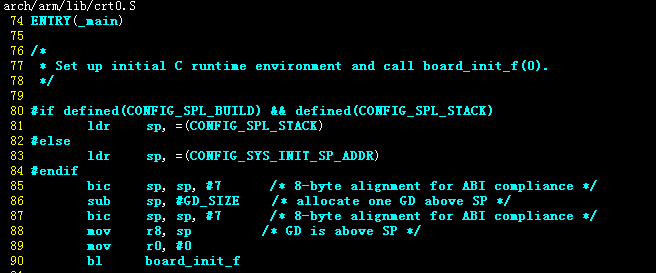 arch/arm/lib/crt0.S
74 ENTRY(_main)
75
76 /*
77  * Set up initial C runtime environment and call board_init_f(0).
78  */
79
80 #if defined(CONFIG_SPL_BUILD) && defined(CONFIG_SPL_STACK)
81         ldr     sp, =(CONFIG_SPL_STACK)
82 #else
83         ldr     sp, =(CONFIG_SYS_INIT_SP_ADDR)
84 #endif
85         bic     sp, sp, #7      /* 8-byte alignment for ABI compliance */
86         sub     sp, #GD_SIZE    /* allocate one GD above SP */
87         bic     sp, sp, #7      /* 8-byte alignment for ABI compliance */
88         mov     r8, sp          /* GD is above SP */
89         mov     r0, #0
90         bl      board_init_f